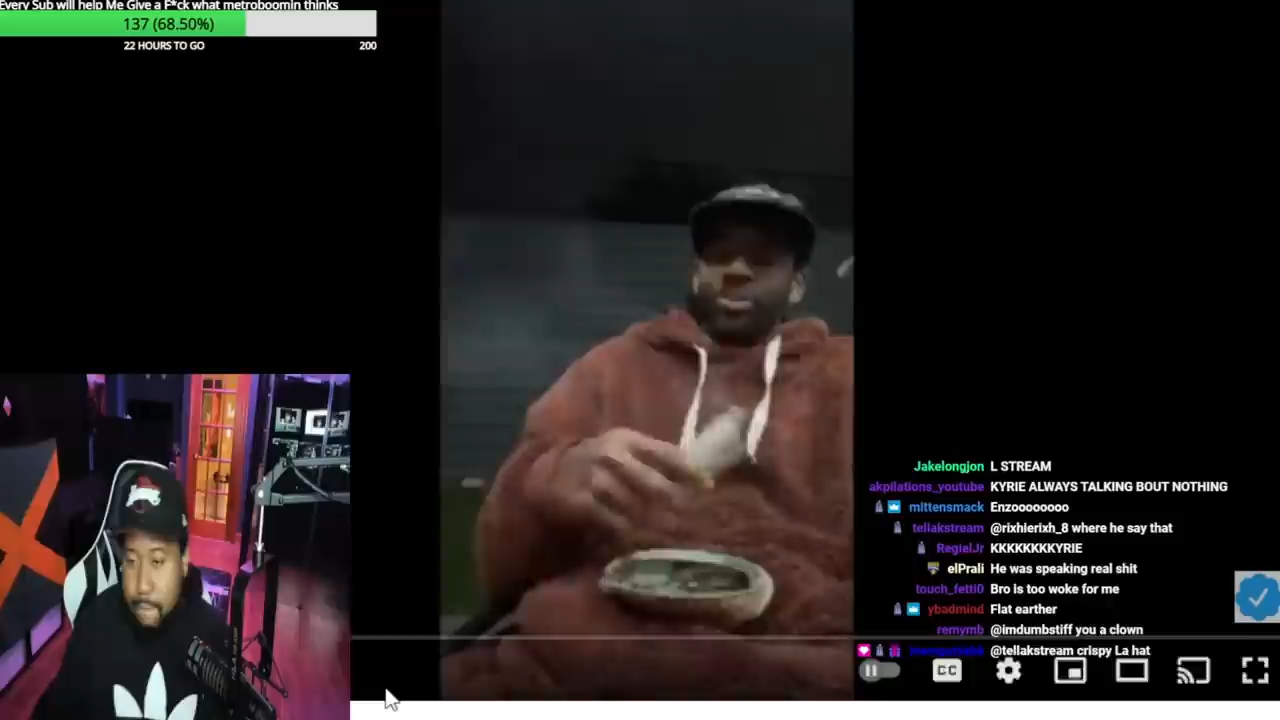 Every Sub will help Me Give a F*ck what metroboomin thinks
137 (68.50%)
22 HOURS TO GO
200
Jakelongjon L STREAM
akpilations_youtube KYRIE ALWAYS TALKING BOUT NOTHING
mittensmack Enzoooooooo
tellakstream @rixhierixh_8 where he say that
RegielJr KKKKKKKKYRIE
elPrali He was speaking real shit
touch_fetti0 Bro is too woke for me
ybadmind Flat earther
remymb @imdumbstiff you a clown
@tellakstream crispy La hat
CC